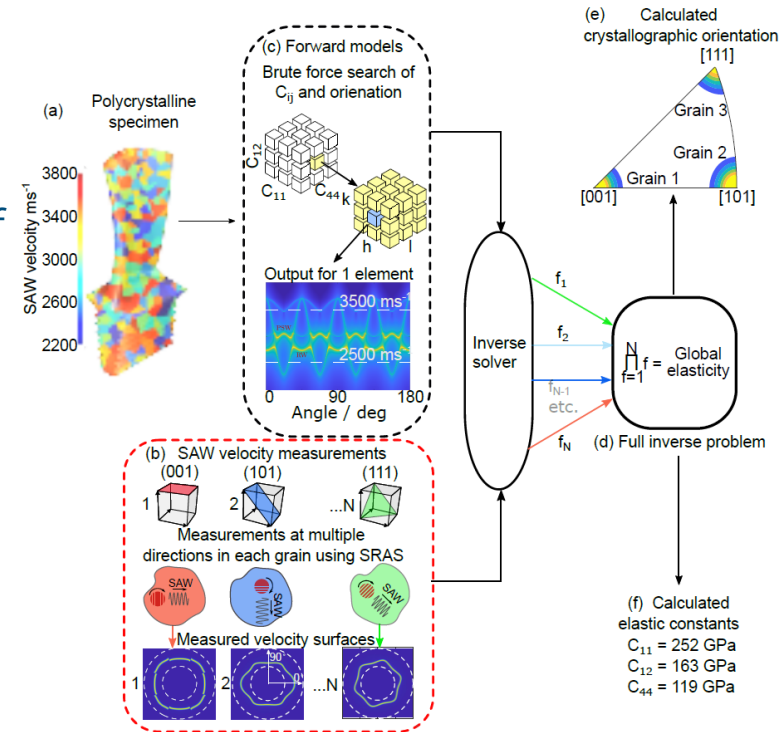 (a)
Polycrystalline
specimen
SAW velcoity ms⁻¹
3800
3400
3000
2600
2200
(c) Forward models
Brute force search of
Cij and orienation
C12
C11
C44
k
h
l
Output for 1 element
3500 ms⁻¹
2500 ms⁻¹
0
90
180
Angle / deg
(b) SAW velocity measurements
(001)
(101)
(111)
1
2
...N
Measurements at multiple
directions in each grain using SRAS
SAW
SAW
SAW
Measured velocity surfaces
1
2
90°
0°
...N
Inverse
solver
f1
f2
fN-1
etc.
fN
N
∏ f = Global
f=1
elasticity
(d) Full inverse problem
(e) Calculated
crystallographic orientation
[111]
Grain 3
Grain 2
Grain 1
[001]
[101]
(f) Calculated
elastic constants
C11 = 252 GPa
C12 = 163 GPa
C44 = 119 GPa